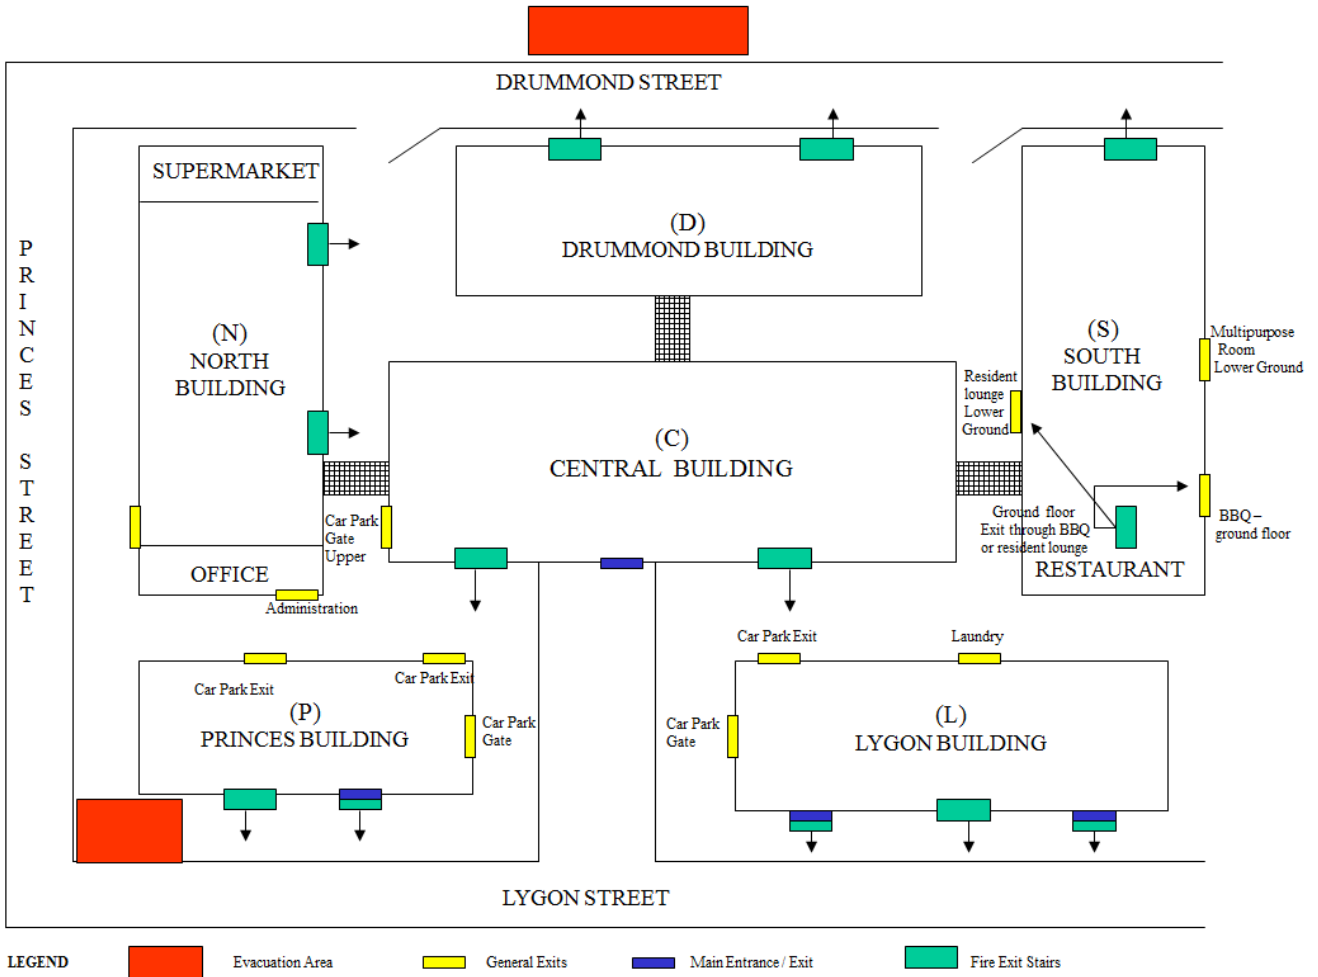 DRUMMOND STREET
SUPERMARKET
(D)
DRUMMOND BUILDING
PRINCES STREET
(N)
NORTH
BUILDING
(S)
SOUTH
BUILDING
Multipurpose
Room
Lower Ground
Resident
lounge
Lower
Ground
(C)
CENTRAL BUILDING
Car Park
Gate
Upper
Ground floor
Exit through BBQ
or resident lounge
BBQ –
ground floor
OFFICE
RESTAURANT
Administration
Car Park Exit
Laundry
Car Park Exit
Car Park Exit
(P)
PRINCES BUILDING
Car Park
Gate
Car Park
Gate
(L)
LYGON BUILDING
LYGON STREET
LEGEND
Evacuation Area
General Exits
Main Entrance / Exit
Fire Exit Stairs